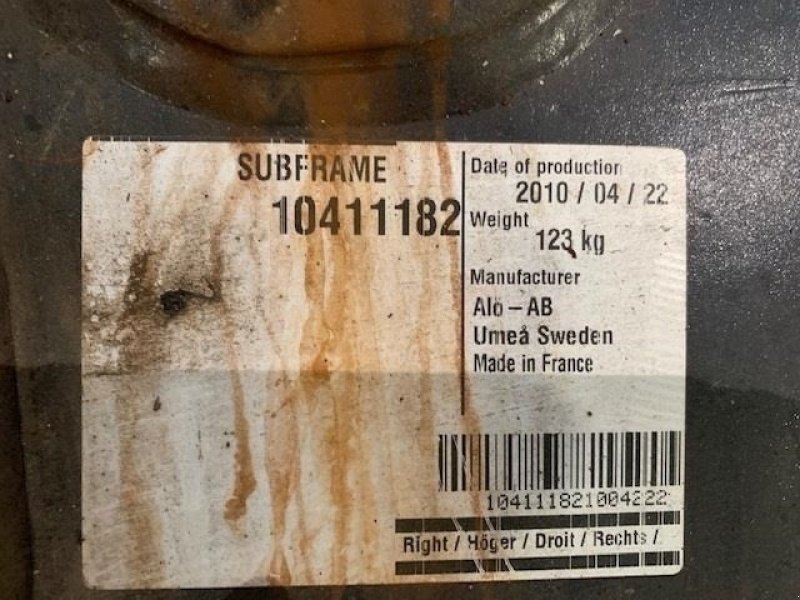 SUBFRAME
10411182
Date of production
2010 / 04 / 22
Weight
123 kg
Manufacturer
Alö – AB
Umeå Sweden
Made in France
104111821004222
Right / Höger / Droit / Rechts /